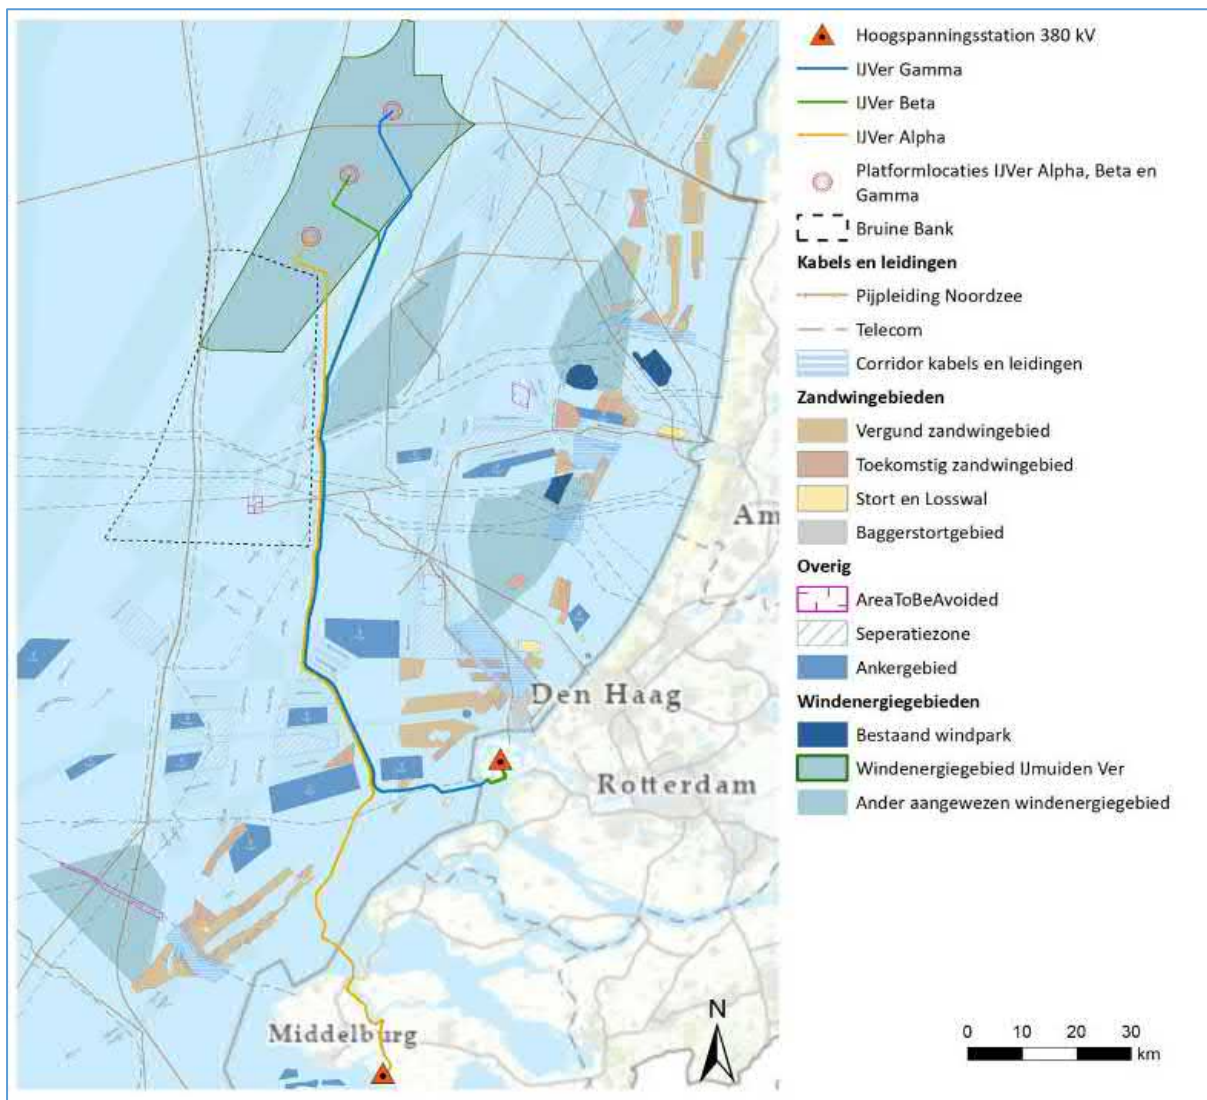 Hoogspanningsstation 380 kV
IJVer Gamma
IJVer Beta
IJVer Alpha
Platformlocaties IJVer Alpha, Beta en
Gamma
Bruine Bank
Kabels en leidingen
Pijpleiding Noordzee
Telecom
Corridor kabels en leidingen
Zandwingebieden
Vergund zandwingebied
Toekomstig zandwingebied
Stort en Losswal
Baggerstortgebied
Overig
AreaToBeAvoided
Seperatiezone
Ankergebied
Windenergiegebieden
Bestaand windpark
Windenergiegebied IJmuiden Ver
Ander aangewezen windenergiegebied
Am
Den Haag
Rotterdam
Middelburg
N
0 10 20 30
km